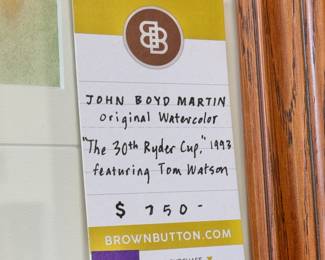 JOHN BOYD MARTIN
original Watercolor
"The 30th Ryder Cup," 1993
featuring Tom Watson
$ 750-
BROWNBUTTON.COM